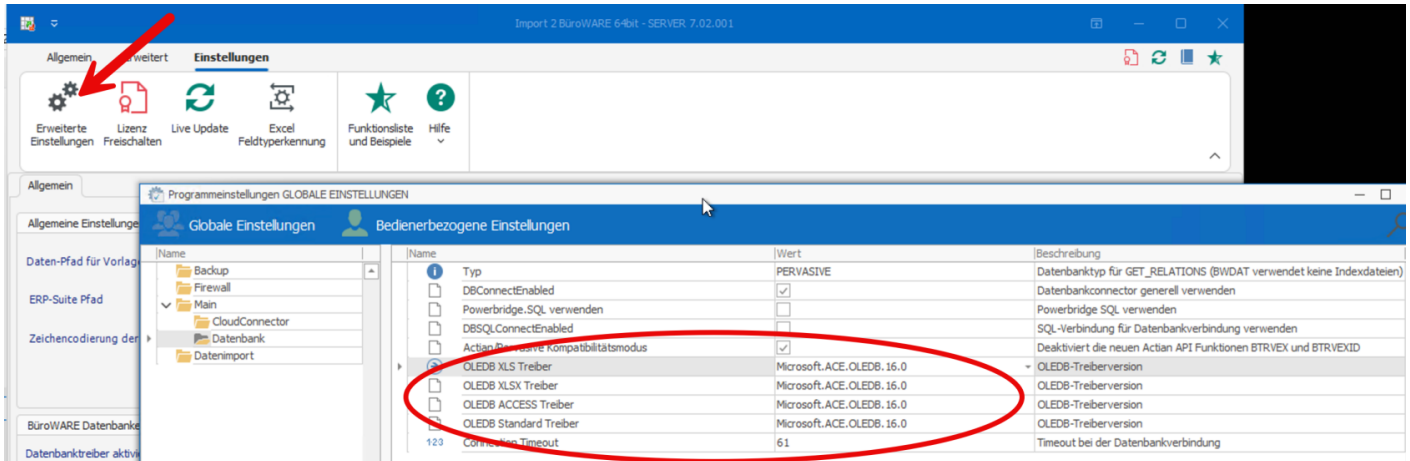 Import 2 BüroWARE 64bit - SERVER 7.02.001
Allgemein erweitert Einstellungen
Erweiterte Einstellungen
Lizenz Freischalten
Live Update
Excel Feldtyperkennung
Funktionsliste und Beispiele
Hilfe
Allgemein
Programmeinstellungen GLOBALE EINSTELLUNGEN
Allgemeine Einstellunge
Globale Einstellungen Bedienerbezogene Einstellungen
Daten-Pfad für Vorlag
ERP-Suite Pfad
Zeichencodierung der
BüroWARE Datenbanke
Datenbanktreiber aktivi
Name
Backup
Firewall
Main
CloudConnector
Datenbank
Datenimport
Name Wert Beschreibung
Typ PERVASIVE Datenbanktyp für GET_RELATIONS (BWDAT verwendet keine Indexdateien)
DBConnectEnabled Datenbankconnector generell verwenden
Powerbridge.SQL verwenden Powerbridge SQL verwenden
DBSQLConnectEnabled SQL-Verbindung für Datenbankverbindung verwenden
Actian/Pervasive Kompatibilitätsmodus Deaktiviert die neuen Actian API Funktionen BTRVEX und BTRVEXID
OLEDB XLS Treiber Microsoft.ACE.OLEDB.16.0 OLEDB-Treiberversion
OLEDB XLSX Treiber Microsoft.ACE.OLEDB.16.0 OLEDB-Treiberversion
OLEDB ACCESS Treiber Microsoft.ACE.OLEDB.16.0 OLEDB-Treiberversion
OLEDB Standard Treiber Microsoft.ACE.OLEDB.16.0 OLEDB-Treiberversion
123 Connection Timeout 61 Timeout bei der Datenbankverbindung